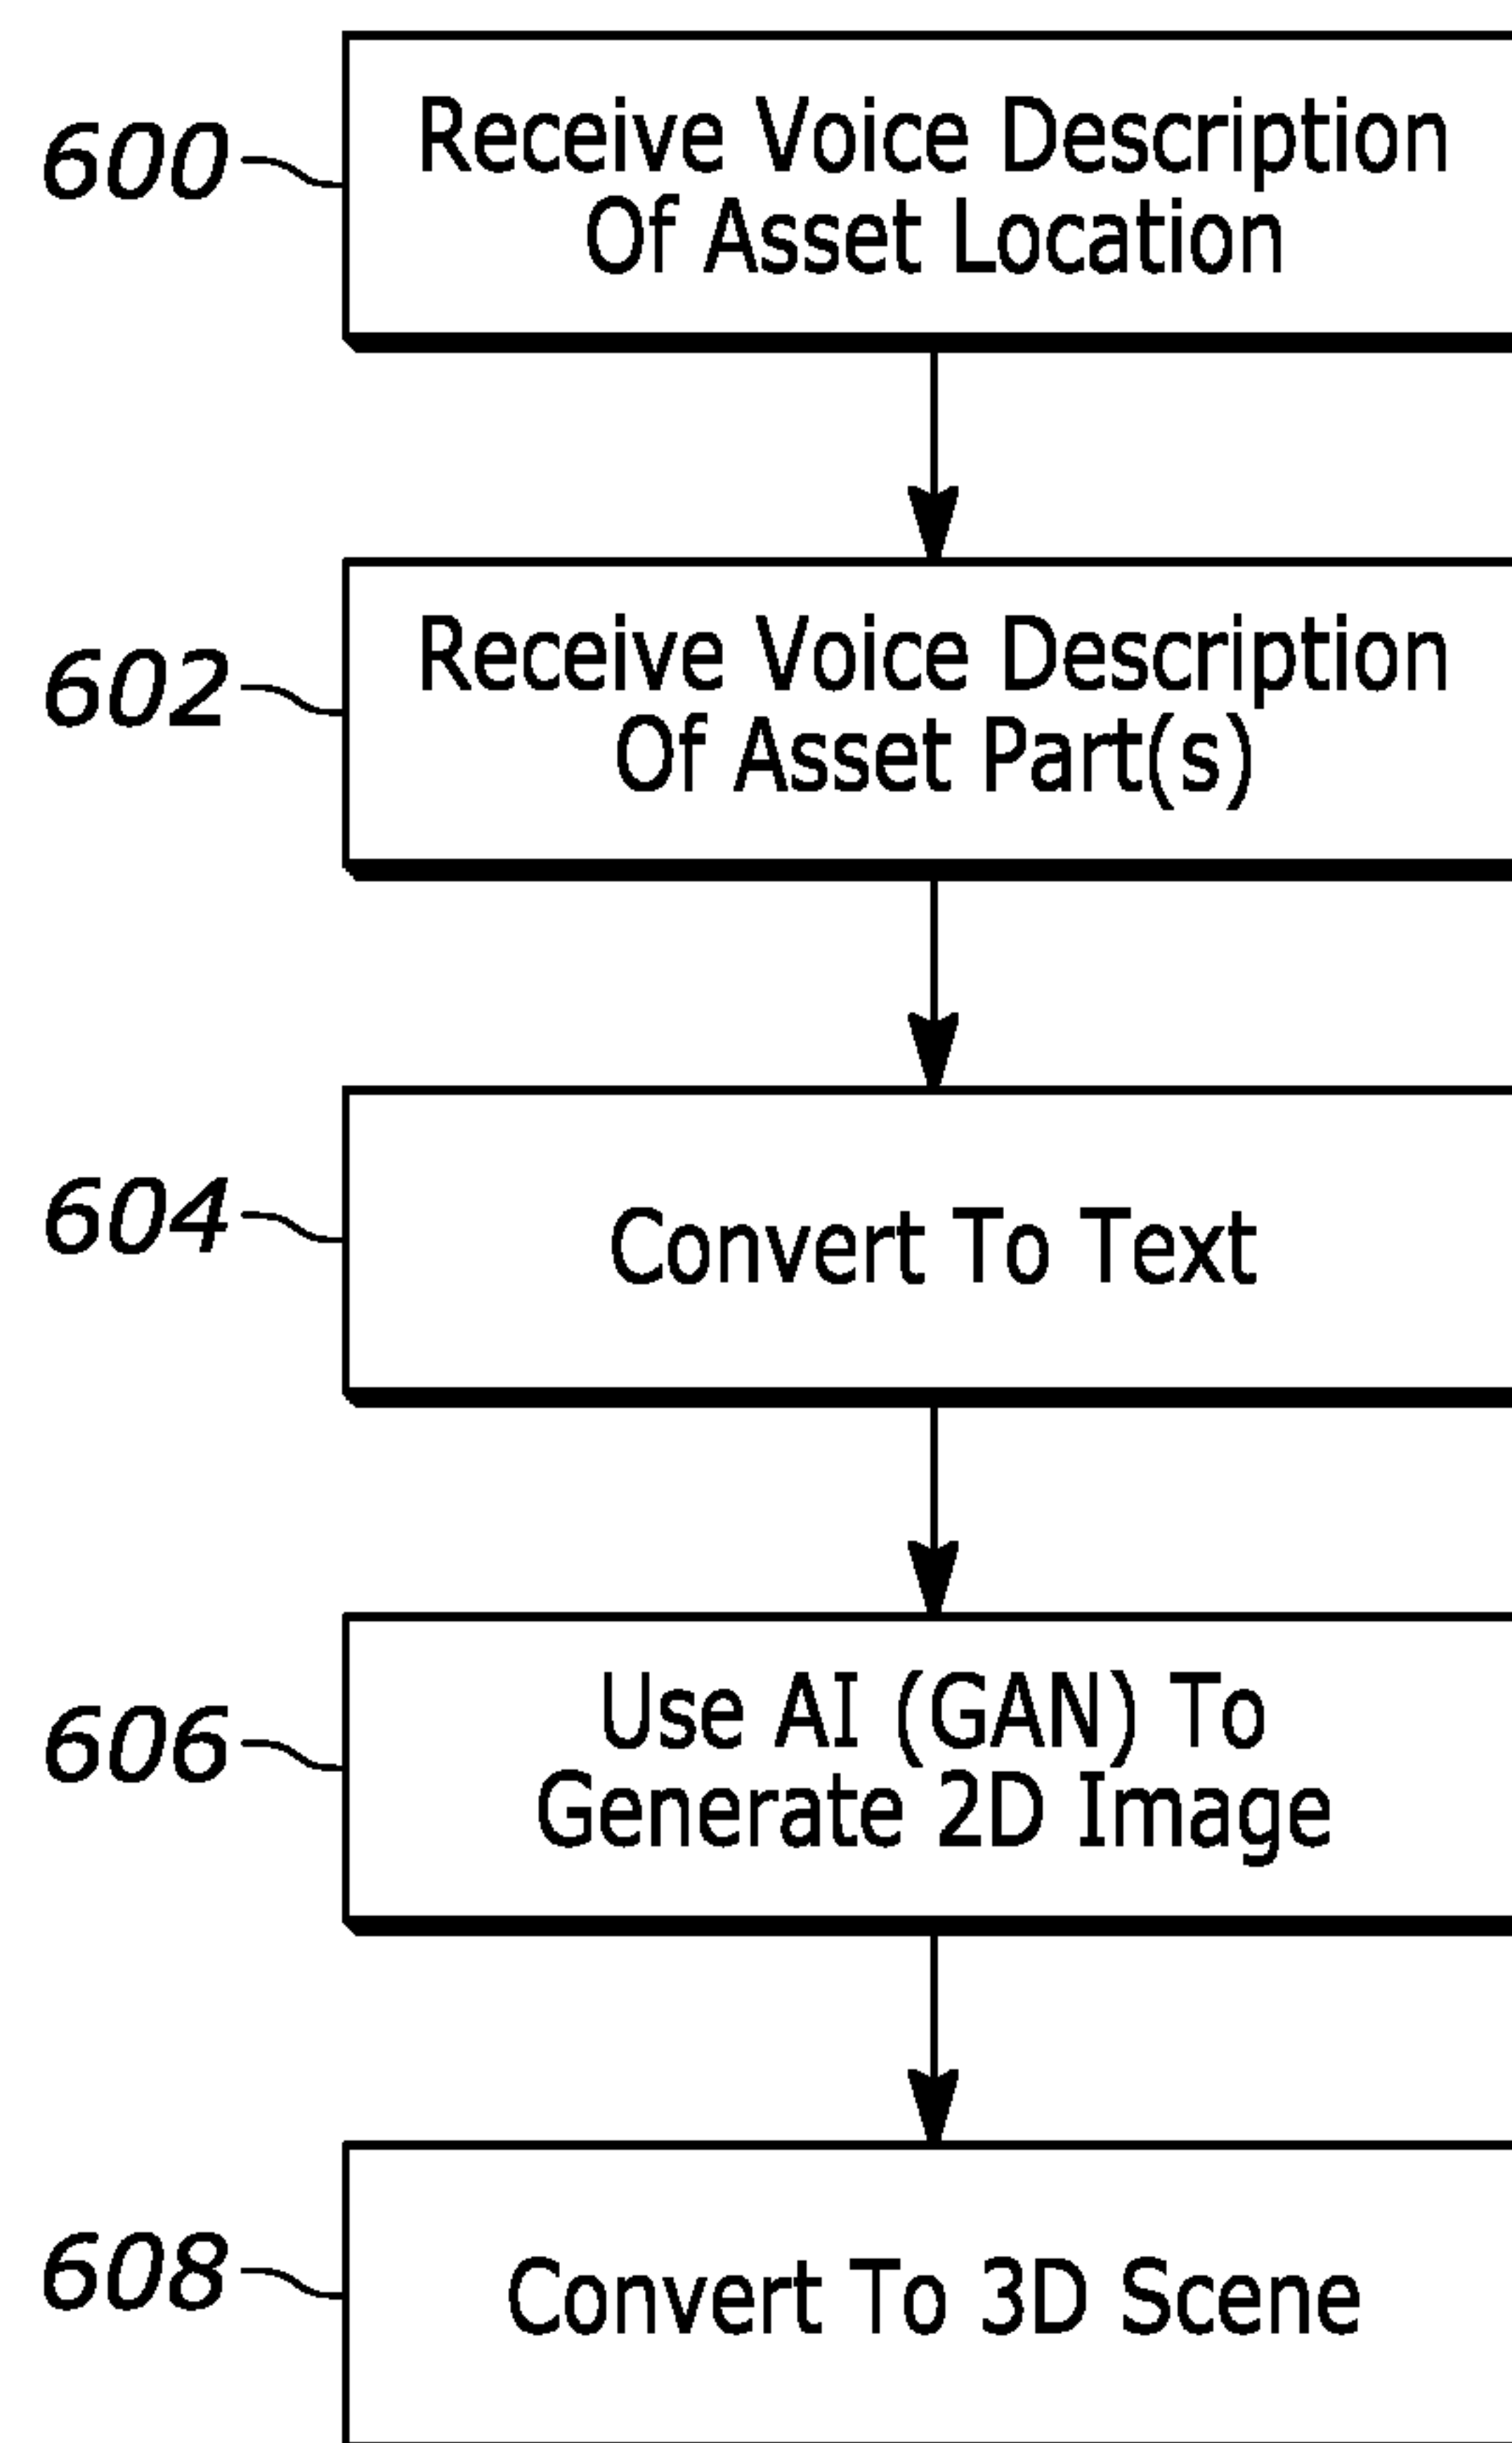 600
Receive Voice Description
Of Asset Location
602
Receive Voice Description
Of Asset Part(s)
604
Convert To Text
606
Use AI (GAN) To
Generate 2D Image
608
Convert To 3D Scene